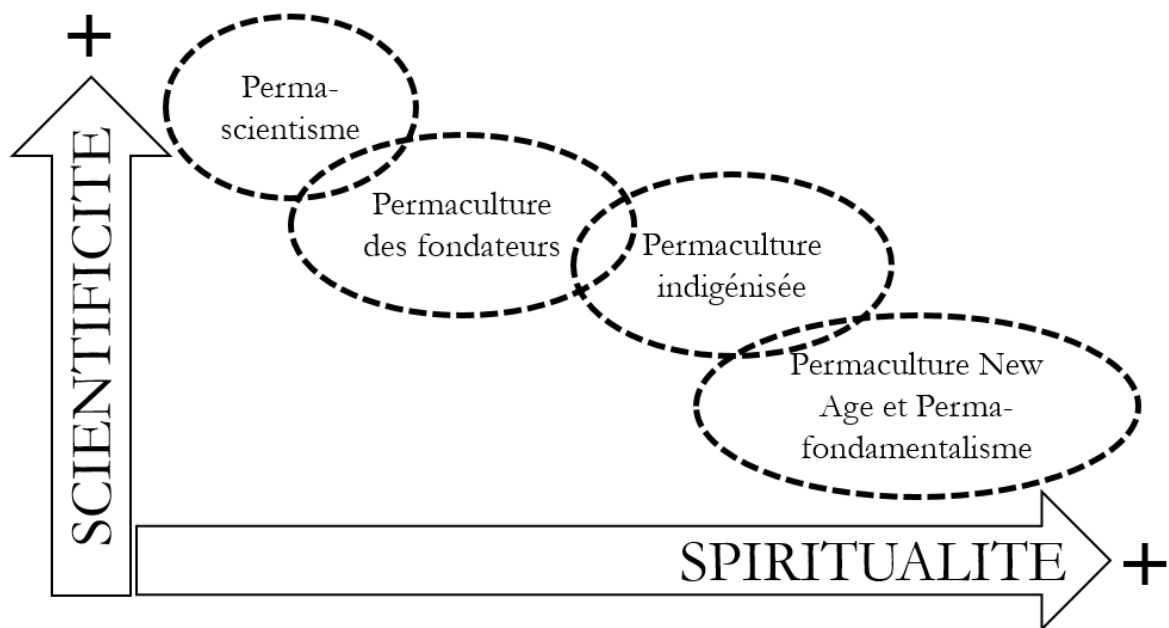 +
Perma-
scientisme
Permaculture
des fondateurs
Permaculture
indigénisée
Permaculture New
Age et Perma-
fondamentalisme
SCIENTIFICITE
SPIRITUALITE
+